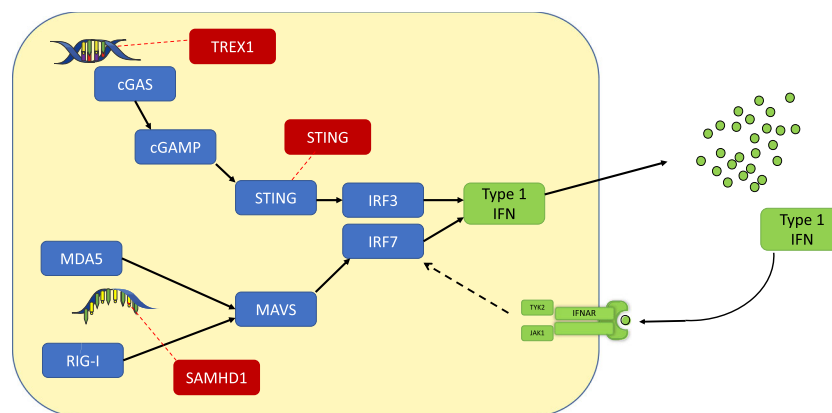 TREX1
cGAS
cGAMP
STING
STING
IRF3
Type 1
IFN
IRF7
Type 1
IFN
MDA5
MAVS
TYK2
IFNAR
JAK1
RIG-I
SAMHD1